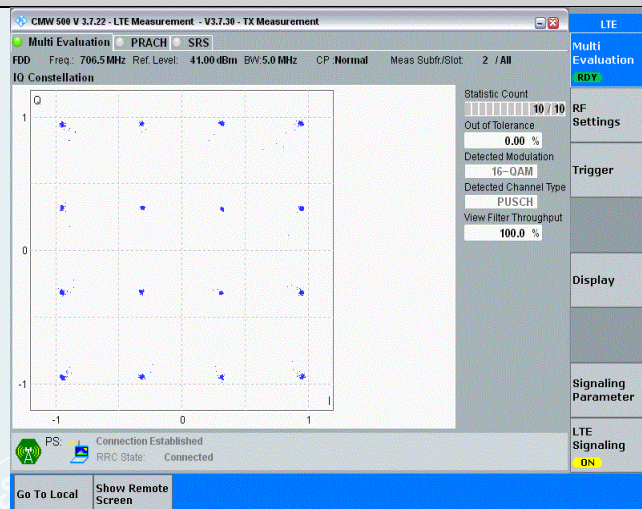 CMW 500 V 3.7.22 - LTE Measurement - V3.7.30 - TX Measurement
LTE
Multi Evaluation
PRACH
SRS
FDD Freq.: 706.5 MHz Ref. Level: 41.00 dBm BW: 5.0 MHz CP :Normal Meas Subfr./Slot: 2 / All
IQ Constellation
Q
1
0
-1
-1 0 1
I
Statistic Count
10 / 10
Out of Tolerance
0.00 %
Detected Modulation
16-QAM
Detected Channel Type
PUSCH
View Filter Throughput
100.0 %
Multi
Evaluation
RDY
RF
Settings
Trigger
Display
Signaling
Parameter
LTE
Signaling
ON
PS:
Connection Established
RRC State: Connected
Go To Local
Show Remote
Screen